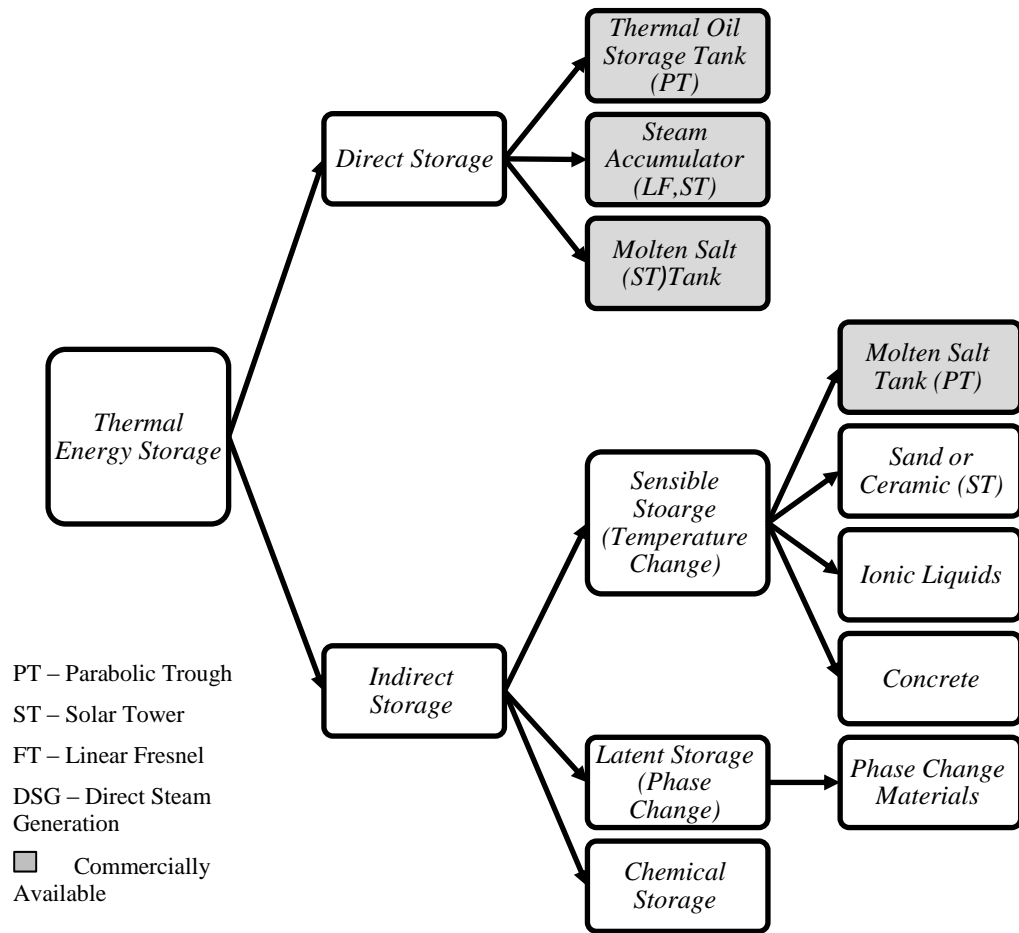 Thermal Oil
Storage Tank
(PT)
Direct Storage
Steam
Accumulator
(LF,ST)
Molten Salt
(ST)Tank
Thermal
Energy Storage
Molten Salt
Tank (PT)
Sensible
Stoarge
(Temperature
Change)
Sand or
Ceramic (ST)
Ionic Liquids
Concrete
Indirect
Storage
Latent Storage
(Phase
Change)
Phase Change
Materials
Chemical
Storage
PT – Parabolic Trough
ST – Solar Tower
FT – Linear Fresnel
DSG – Direct Steam
Generation
Commercially
Available